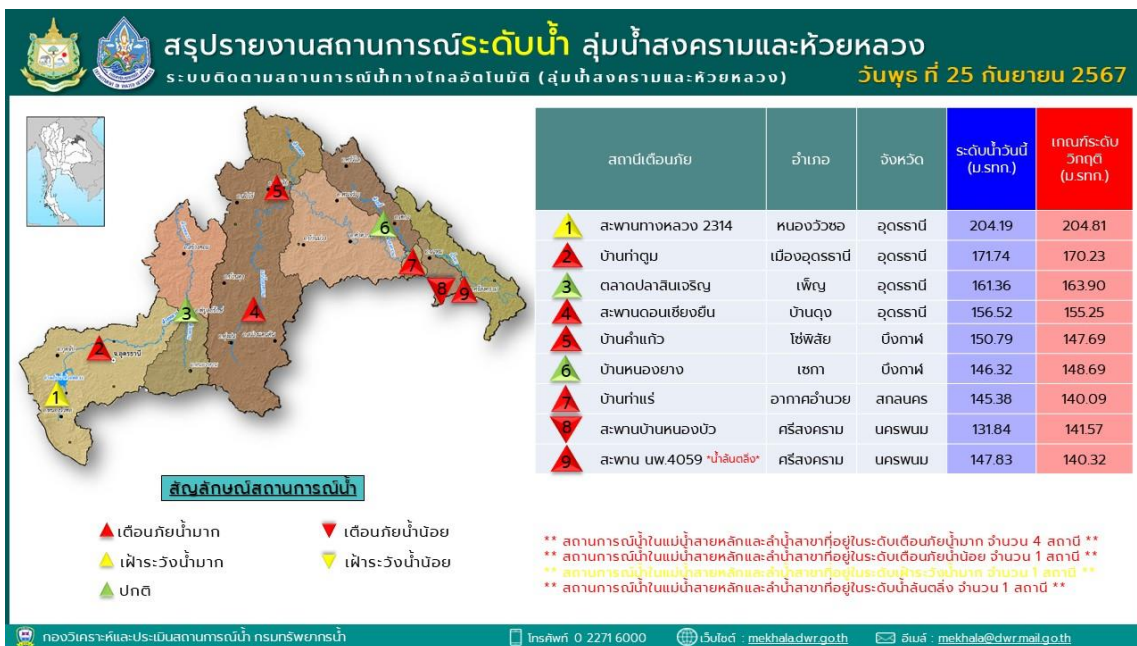 สรุปรายงานสถานการณ์ระดับน้ำ ลุ่มน้ำสงครามและห้วยหลวง
ระบบติดตามสถานการณ์น้ำทางไกลอัตโนมัติ (ลุ่มน้ำสงครามและห้วยหลวง)
วันพุธ ที่ 25 กันยายน 2567
สถานีเตือนภัย อำเภอ จังหวัด ระดับน้ำวันนี้ (ม.รทก.) เกณฑ์ระดับวิกฤติ (ม.รทก.)
1 สะพานทางหลวง 2314 หนองวัวซอ อุดรธานี 204.19 204.81
2 บ้านท่าตูม เมืองอุดรธานี อุดรธานี 171.74 170.23
3 ตลาดปลาสินเจริญ เพ็ญ อุดรธานี 161.36 163.90
4 สะพานดอนเชียงยืน บ้านดุง อุดรธานี 156.52 155.25
5 บ้านคำแก้ว โซ่พิสัย บึงกาฬ 150.79 147.69
6 บ้านหนองยาง เซกา บึงกาฬ 146.32 148.69
7 บ้านท่าแร่ อากาศอำนวย สกลนคร 145.38 140.09
8 สะพานบ้านหนองบัว ศรีสงคราม นครพนม 131.84 141.57
9 สะพาน นพ.4059 *น้ำล้นตลิ่ง* ศรีสงคราม นครพนม 147.83 140.32
5
6
7
8
9
3
4
2
อ.อุดรธานี
1
สัญลักษณ์สถานการณ์น้ำ
เตือนภัยน้ำมาก
เตือนภัยน้ำน้อย
เฝ้าระวังน้ำมาก
เฝ้าระวังน้ำน้อย
ปกติ
** สถานการณ์น้ำในแม่น้ำสายหลักและลำน้ำสาขาที่อยู่ในระดับเตือนภัยน้ำมาก จำนวน 4 สถานี **
** สถานการณ์น้ำในแม่น้ำสายหลักและลำน้ำสาขาที่อยู่ในระดับเตือนภัยน้ำน้อย จำนวน 1 สถานี **
** สถานการณ์น้ำในแม่น้ำสายหลักและลำน้ำสาขาที่อยู่ในระดับเฝ้าระวังน้ำมาก จำนวน 1 สถานี **
** สถานการณ์น้ำในแม่น้ำสายหลักและลำน้ำสาขาที่อยู่ในระดับน้ำล้นตลิ่ง จำนวน 1 สถานี **
กองวิเคราะห์และประเมินสถานการณ์น้ำ กรมทรัพยากรน้ำ
โทรศัพท์ 0 2271 6000
เว็บไซต์ : mekhala.dwr.go.th
อีเมล์ : mekhala@dwr.mail.go.th